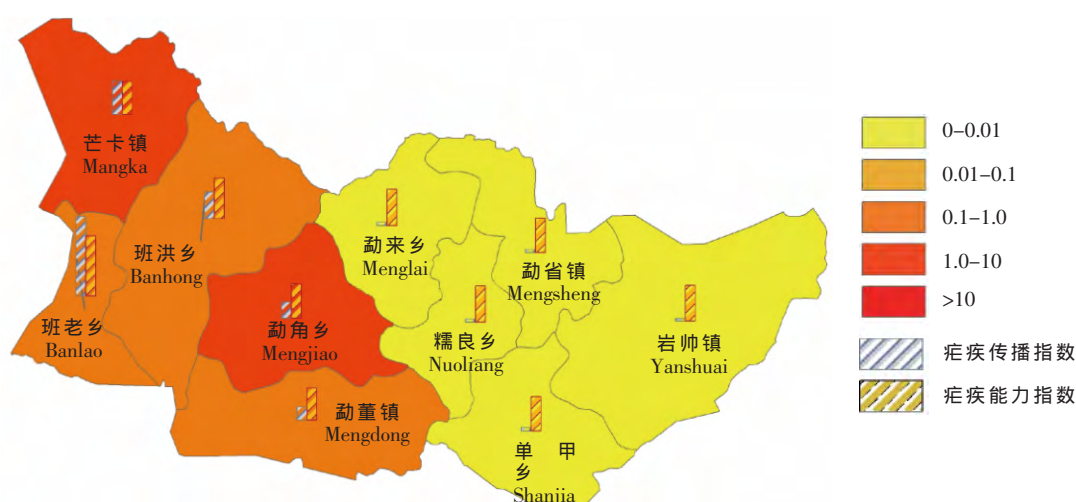 芒卡镇
Mangka
班洪乡
Banhong
班老乡
Banlao
勐角乡
Mengjiao
勐董镇
Mengdong
勐来乡
Menglai
勐省镇
Mengsheng
糯良乡
Nuoliang
岩帅镇
Yanshuai
单 甲
乡
Shanjia
0–0.01
0.01–0.1
0.1–1.0
1.0–10
>10
疟疾传播指数
疟疾能力指数